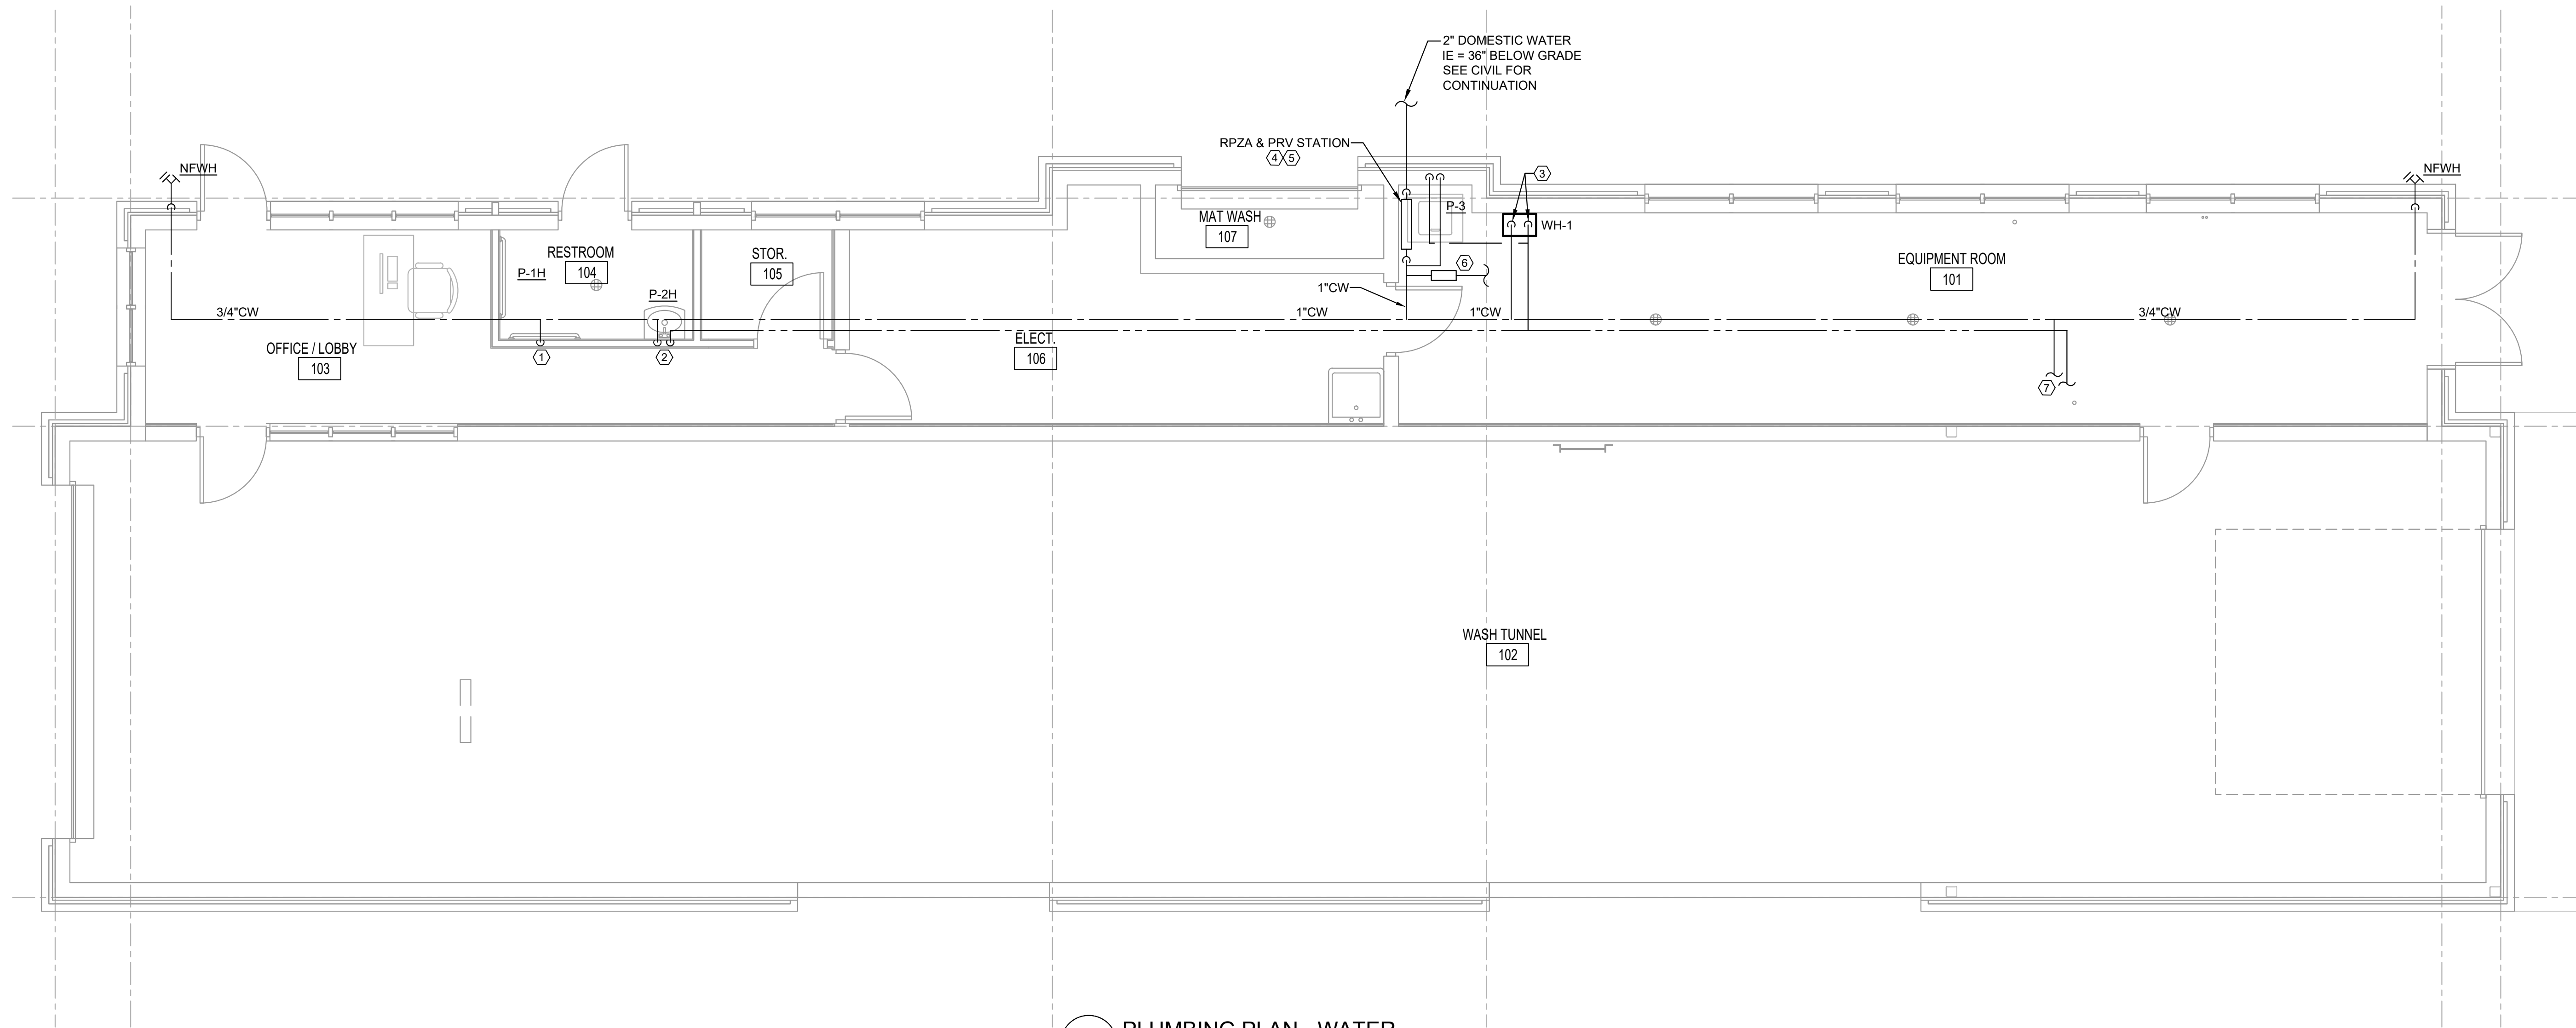 2" DOMESTIC WATER
IE = 36" BELOW GRADE
SEE CIVIL FOR
CONTINUATION
RPZA & PRV STATION
4 5
NFWH
NFWH
3
P-3
WH-1
MAT WASH
107
RESTROOM
104
STOR.
105
P-1H
P-2H
EQUIPMENT ROOM
101
6
1"CW
3/4"CW
1"CW
1"CW
3/4"CW
OFFICE / LOBBY
103
1
2
ELECT.
106
7
WASH TUNNEL
102
PLUMBING PLAN - WATER